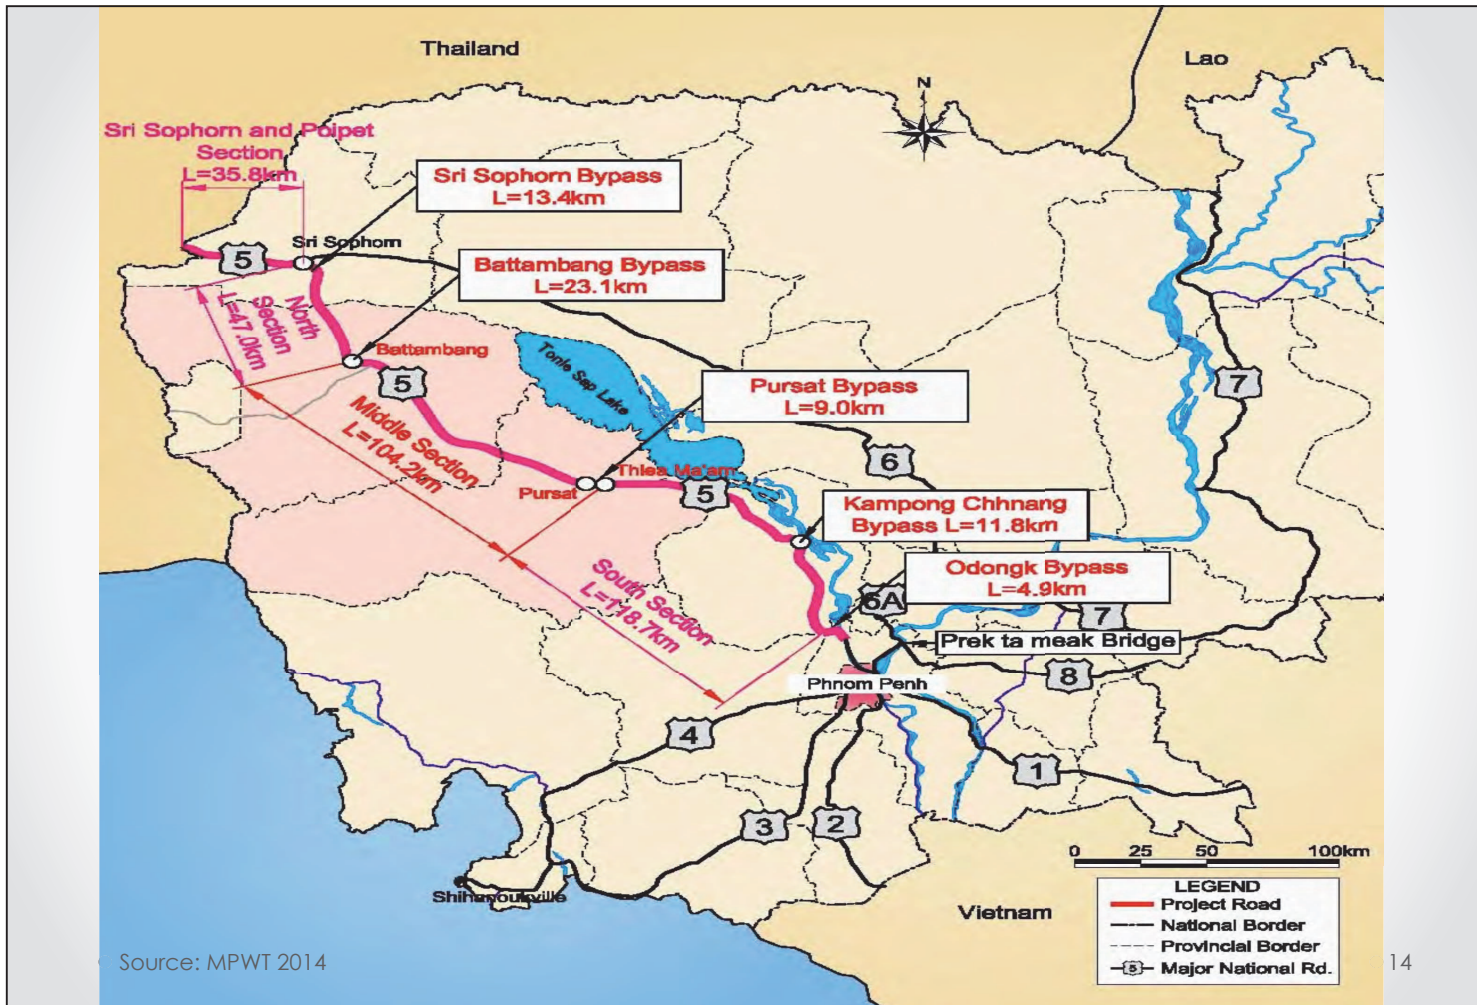 Thailand
Lao
N
Sri Sophorn and Poipet
Section
L=35.8km
Sri Sophorn Bypass
L=13.4km
Sri Sophorn
5
Battambang Bypass
L=23.1km
North
Section
L=47.0km
Battambang
5
Tonle Sap Lake
7
Pursat Bypass
L=9.0km
Middle Section
L=104.2km
6
Thlea Ma'am
Pursat
5
Kampong Chhnang
Bypass L=11.8km
Odongk Bypass
L=4.9km
South Section
L=118.7km
6A
7
Prek ta meak Bridge
8
Phnom Penh
4
1
3
2
0 25 50 100km
Shihanoukville
Vietnam
LEGEND
Project Road
National Border
Provincial Border
5 Major National Rd.
Source: MPWT 2014
14